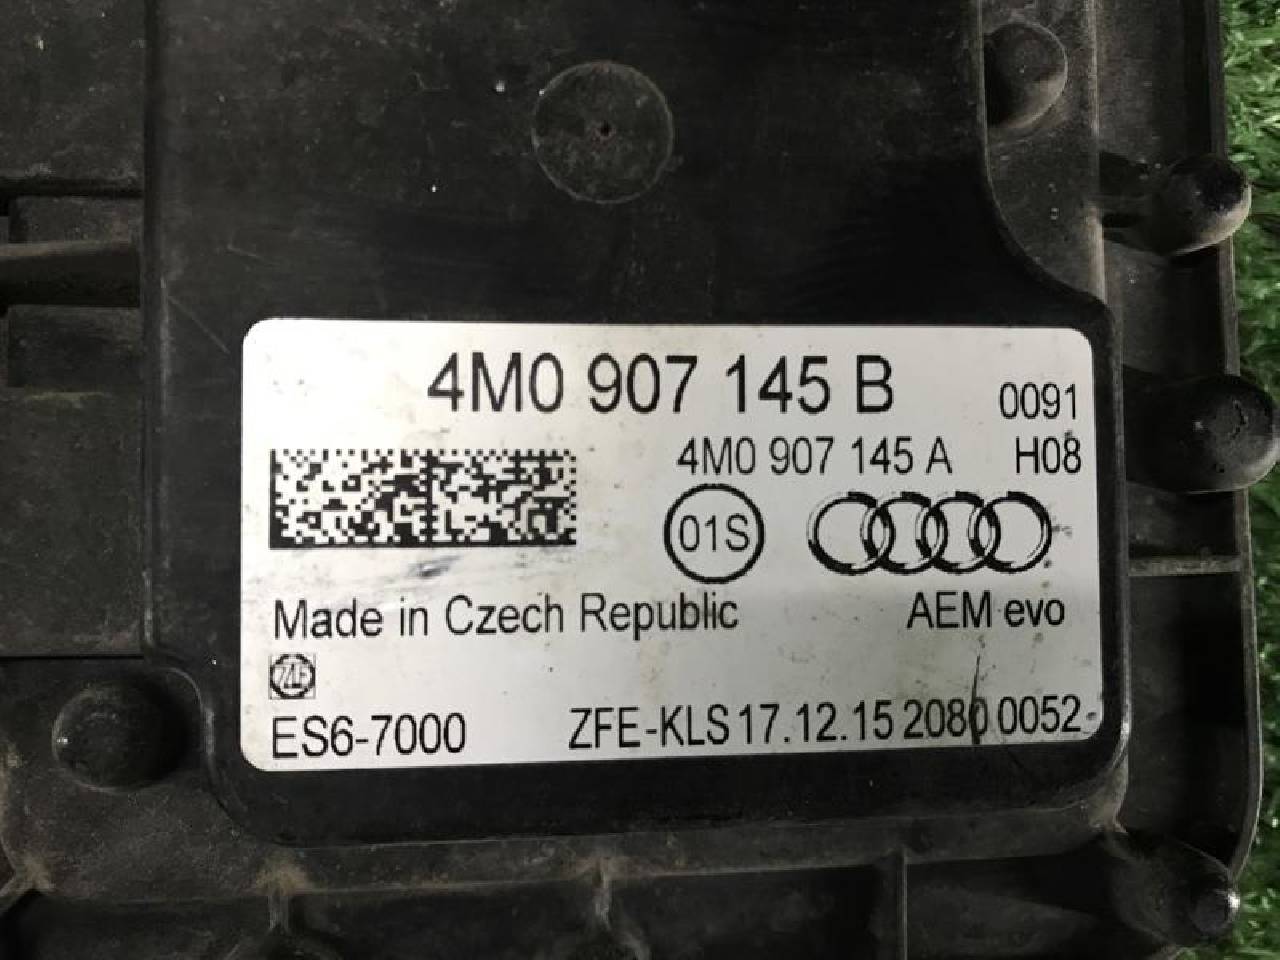 4M0 907 145 B
0091
4M0 907 145 A
H08
01S
Made in Czech Republic
AEM evo
ES6-7000
ZFE-KLS 17.12.15 2080 0052